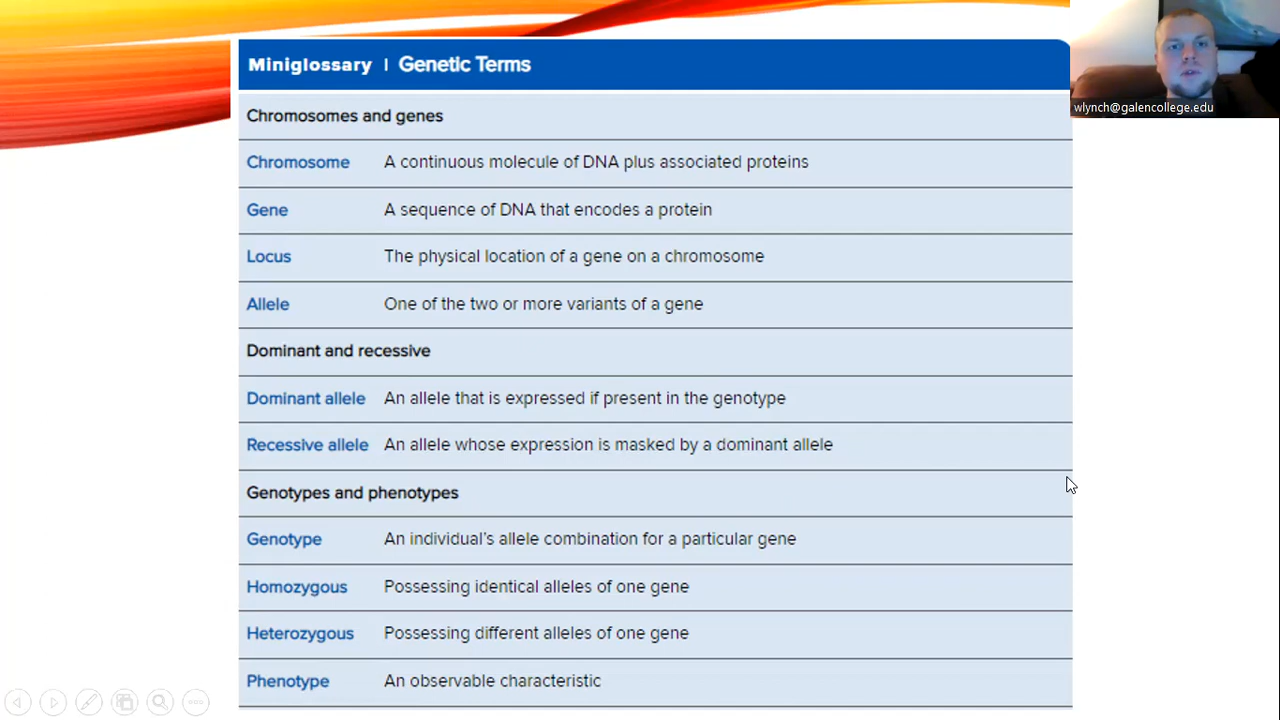 Miniglossary | Genetic Terms
wlynch@galencollege.edu
Chromosomes and genes
Chromosome A continuous molecule of DNA plus associated proteins
Gene A sequence of DNA that encodes a protein
Locus The physical location of a gene on a chromosome
Allele One of the two or more variants of a gene
Dominant and recessive
Dominant allele An allele that is expressed if present in the genotype
Recessive allele An allele whose expression is masked by a dominant allele
Genotypes and phenotypes
Genotype An individual's allele combination for a particular gene
Homozygous Possessing identical alleles of one gene
Heterozygous Possessing different alleles of one gene
Phenotype An observable characteristic